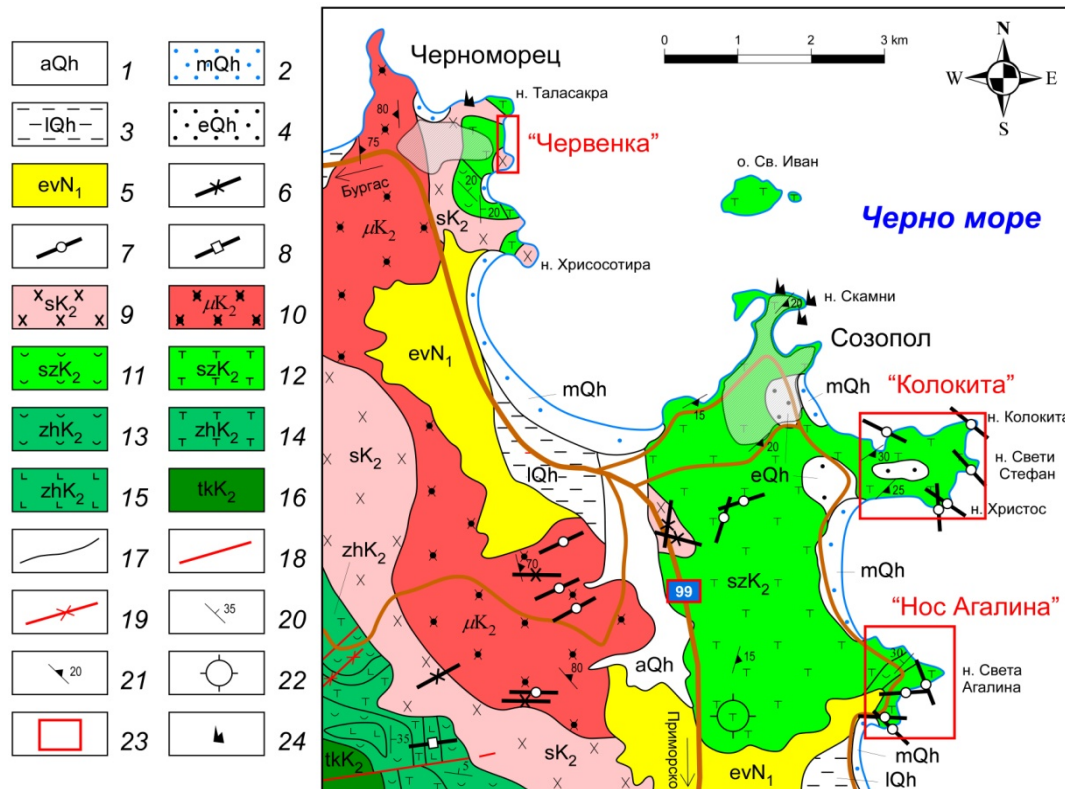 aQh 1
mQh 2
lQh 3
eQh 4
evN₁ 5
6
7
8
sK₂ 9
μK₂ 10
szK₂ 11
szK₂ 12
zhK₂ 13
zhK₂ 14
zhK₂ 15
tkK₂ 16
17
18
19
35 20
20 21
22
23
24
Черноморец
0 1 2 3 km
N
W E
S
н. Таласакра
80
"Червенка"
75
Бургас
20
20
о. Св. Иван
μK₂
sK₂
Черно море
н. Хрисосотира
н. Скамни
20
Созопол
evN₁
mQh
mQh
"Колокита"
15
н. Колокита
20
30
sK₂
lQh
eQh
н. Свети
Стефан
25
н. Христос
zhK₂
70
szK₂
mQh
99
"Нос Агалина"
μK₂
30
80
aQh
15
н. Света
Агалина
35
Приморско
tkK₂
5
sK₂
evN₁
mQh
lQh